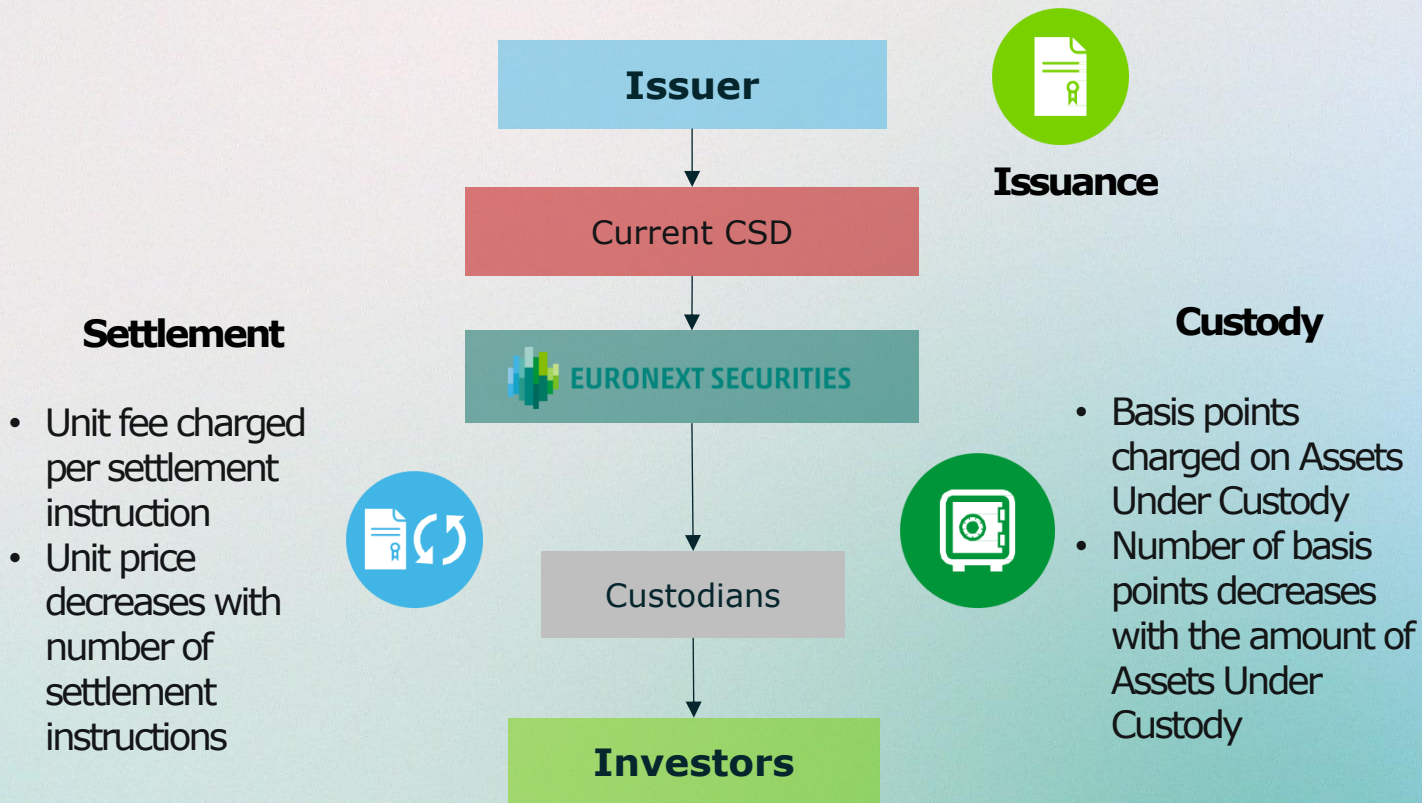 Issuer
Issuance
Current CSD
EURONEXT SECURITIES
Settlement
• Unit fee charged
per settlement
instruction
• Unit price
decreases with
number of
settlement
instructions
Custody
• Basis points
charged on Assets
Under Custody
• Number of basis
points decreases
with the amount of
Assets Under
Custody
Custodians
Investors